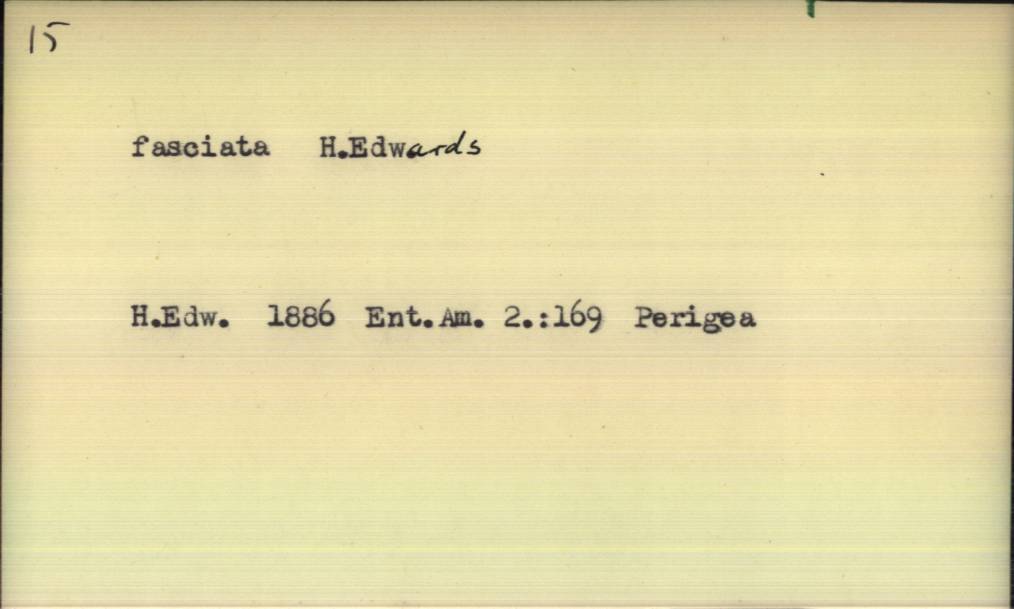 15
fasciata H.Edwards
H.Edw. 1886 Ent.Am. 2.:169 Perigea